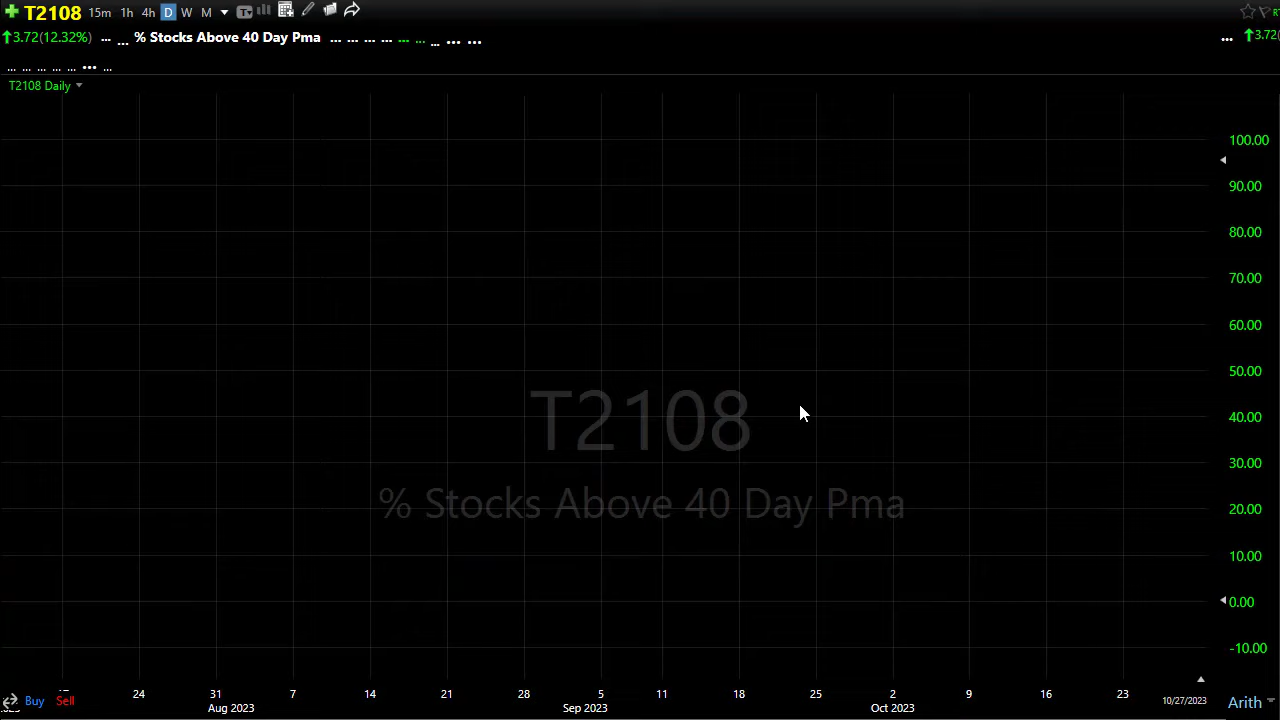 T2108 15m 1h 4h D W M
3.72(12.32%) ... ... % Stocks Above 40 Day Pma ... ... ... ... ... ... ... ... ... ... 3.72(
... ... ... ... ... ... ...
T2108 Daily
100.00
90.00
80.00
70.00
60.00
50.00
40.00
30.00
20.00
10.00
0.00
-10.00
T2108
% Stocks Above 40 Day Pma
24 31 7 14 21 28 5 11 18 25 2 9 16 23
Buy Sell
10/27/2023
Arith
Aug 2023 Sep 2023 Oct 2023